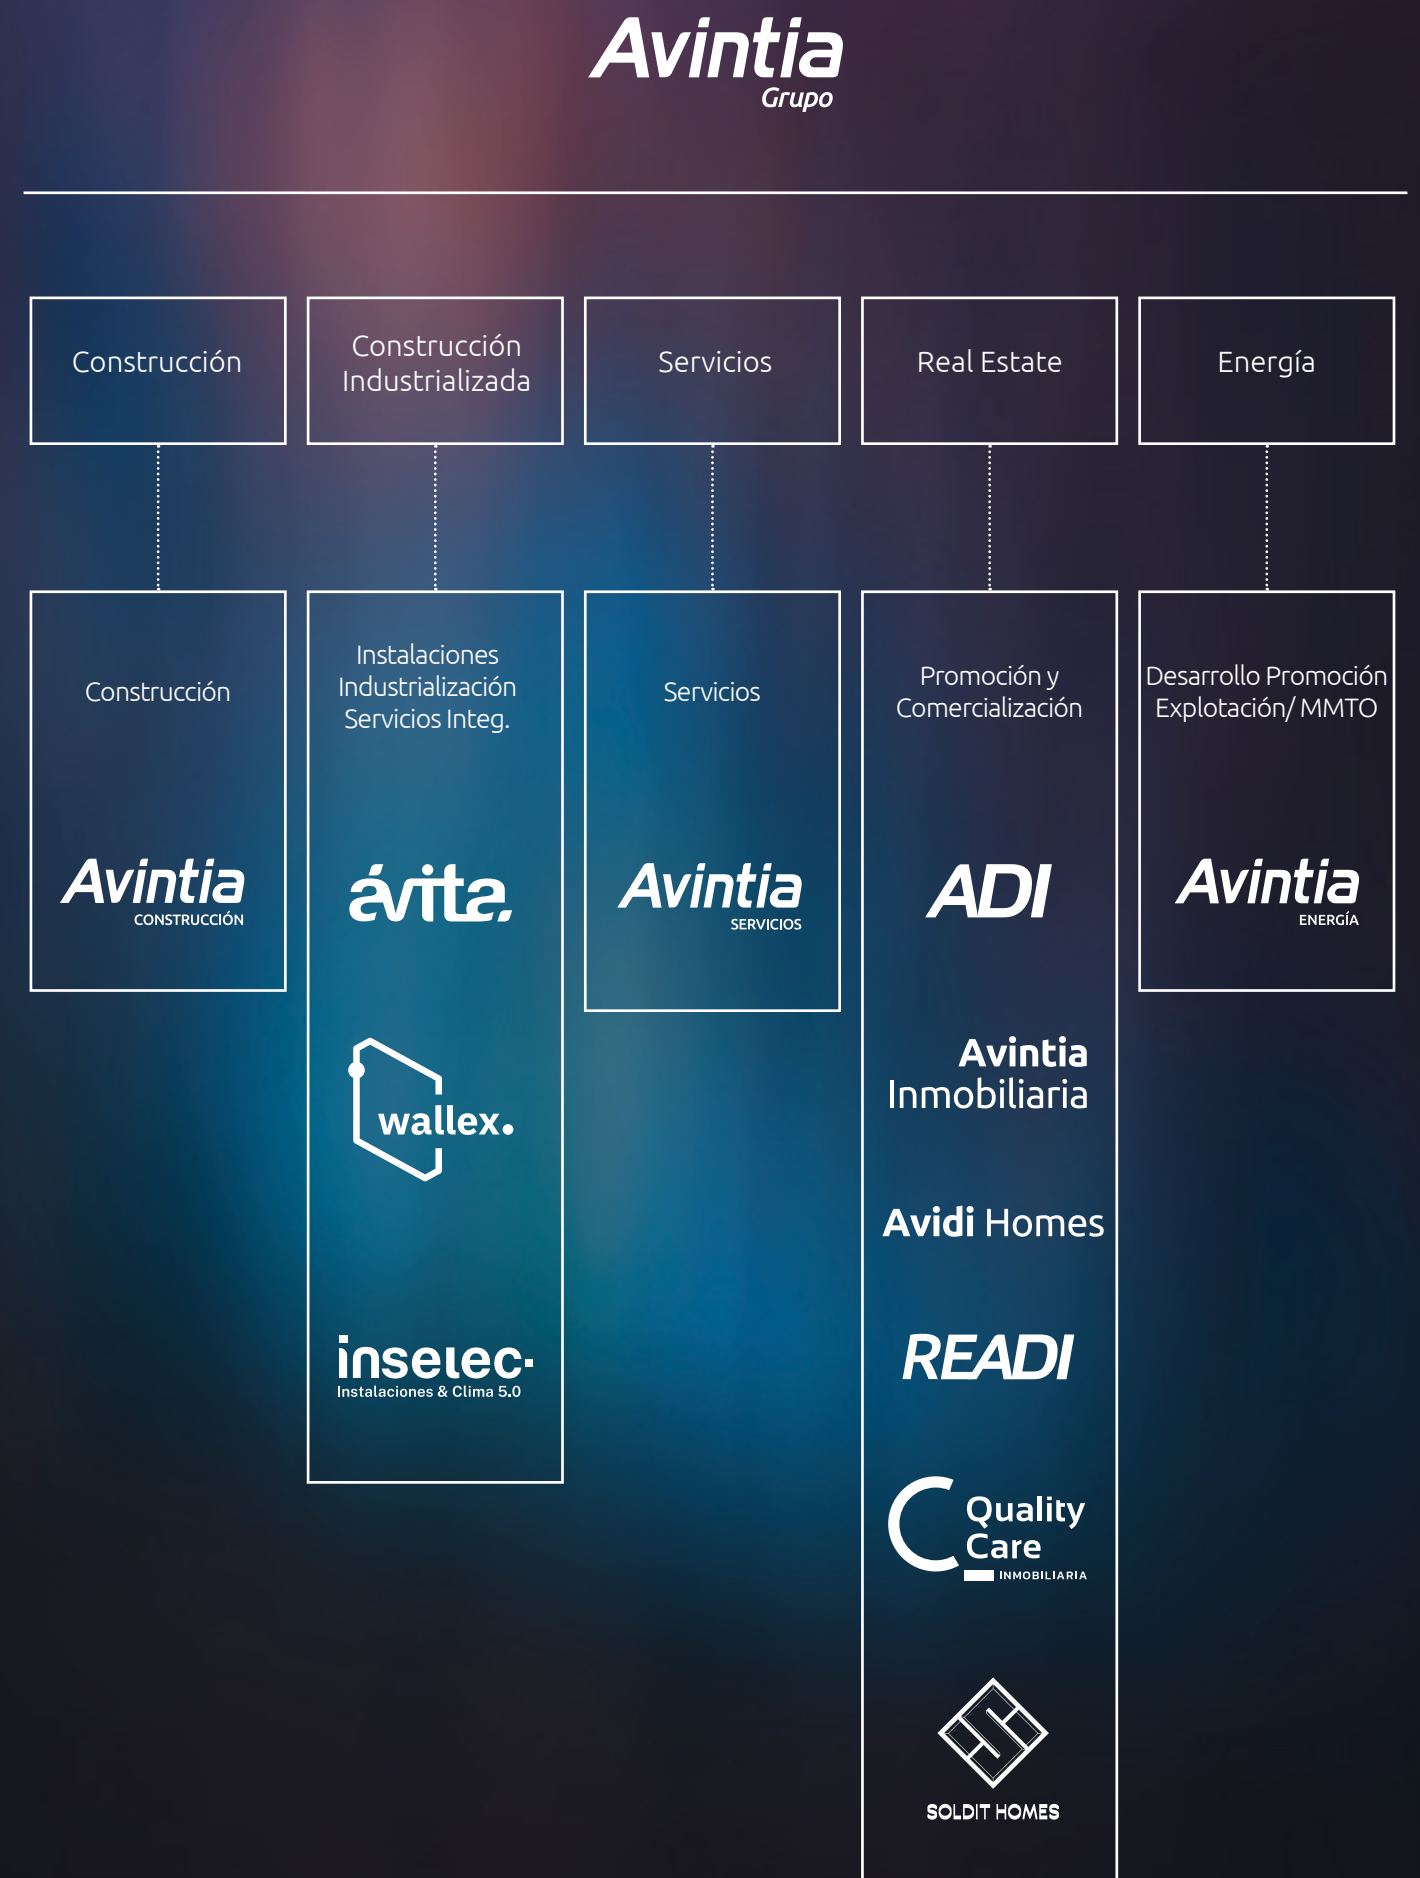 Avintia
Grupo
Construcción
Construcción
Industrializada
Servicios
Real Estate
Energía
Construcción
Avintia
CONSTRUCCIÓN
Instalaciones
Industrialización
Servicios Integ.
ávita.
wallex.
inselec.
Instalaciones & Clima 5.0
Servicios
Avintia
SERVICIOS
Promoción y
Comercialización
ADI
Avintia
Inmobiliaria
Avidi Homes
READI
Quality
Care
INMOBILIARIA
SOLDIT HOMES
Desarrollo Promoción
Explotación/ MMTO
Avintia
ENERGÍA